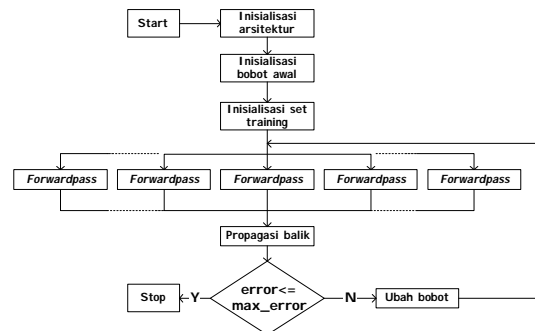 Start
Inisialisasi
arsitektur
Inisialisasi
bobot awal
Inisialisasi set
training
Forwardpass
Forwardpass
Forwardpass
Forwardpass
Forwardpass
Propagasi balik
Stop
Y
error<=
max_error
N
Ubah bobot